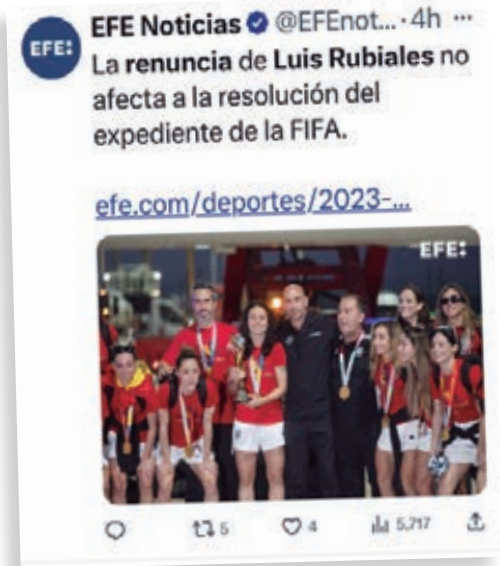 EFE:
EFE Noticias @EFEnot... · 4h ...
La renuncia de Luis Rubiales no
afecta a la resolución del
expediente de la FIFA.
efe.com/deportes/2023-...
EFE:
5 4 5,717